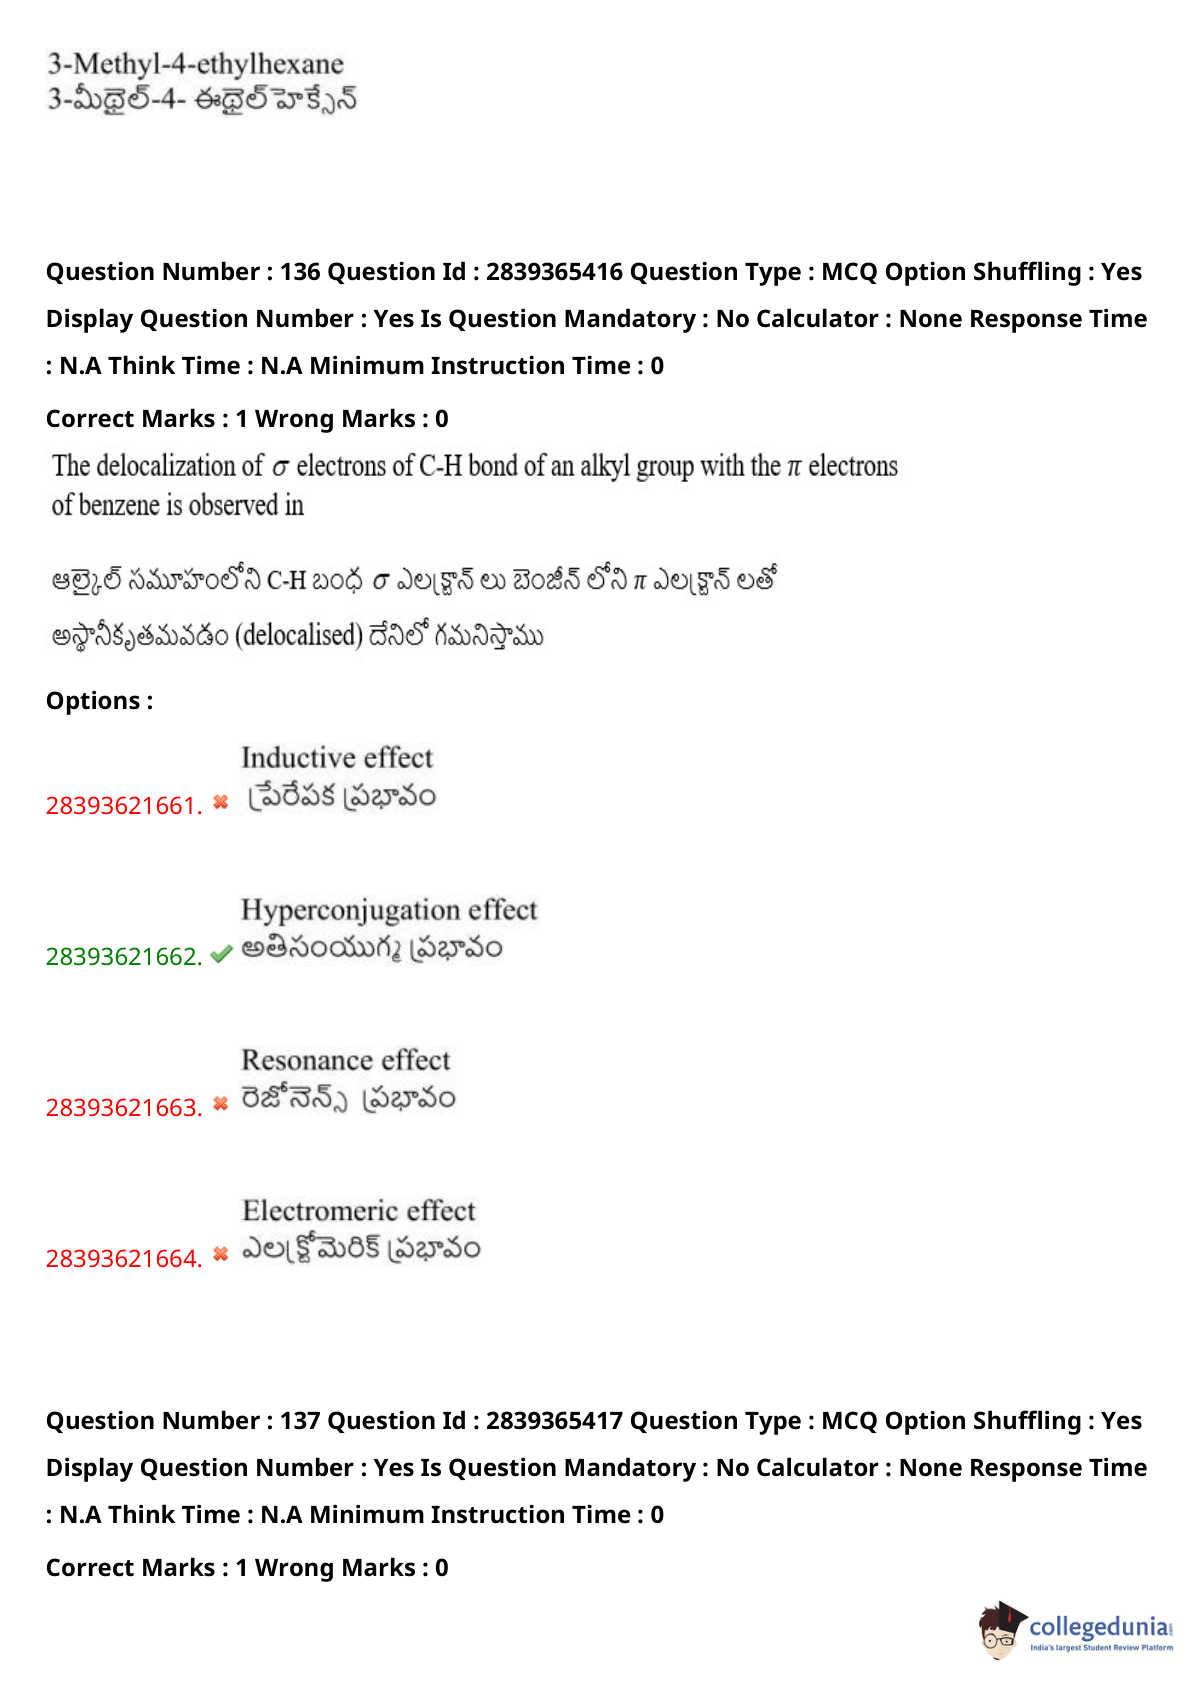 3-Methyl-4-ethylhexane
3-మీథైల్-4- ఈథైల్ హెక్సేన్
Question Number : 136 Question Id : 2839365416 Question Type : MCQ Option Shuffling : Yes
Display Question Number : Yes Is Question Mandatory : No Calculator : None Response Time
: N.A Think Time : N.A Minimum Instruction Time : 0
Correct Marks : 1 Wrong Marks : 0
The delocalization of σ electrons of C-H bond of an alkyl group with the π electrons
of benzene is observed in
ఆల్కైల్ సమూహంలోని C-H బంధ σ ఎలక్ట్రాన్ లు బెంజీన్ లోని π ఎలక్ట్రాన్ లతో
అస్థానీకృతమవడం (delocalised) దేనిలో గమనిస్తాము
Options :
Inductive effect
ప్రేరేపక ప్రభావం
28393621661.
Hyperconjugation effect
అతిసంయుగ్మ ప్రభావం
28393621662.
Resonance effect
రెజోనెన్స్ ప్రభావం
28393621663.
Electromeric effect
ఎలక్ట్రోమెరిక్ ప్రభావం
28393621664.
Question Number : 137 Question Id : 2839365417 Question Type : MCQ Option Shuffling : Yes
Display Question Number : Yes Is Question Mandatory : No Calculator : None Response Time
: N.A Think Time : N.A Minimum Instruction Time : 0
Correct Marks : 1 Wrong Marks : 0
collegedunia
India's largest Student Review Platform